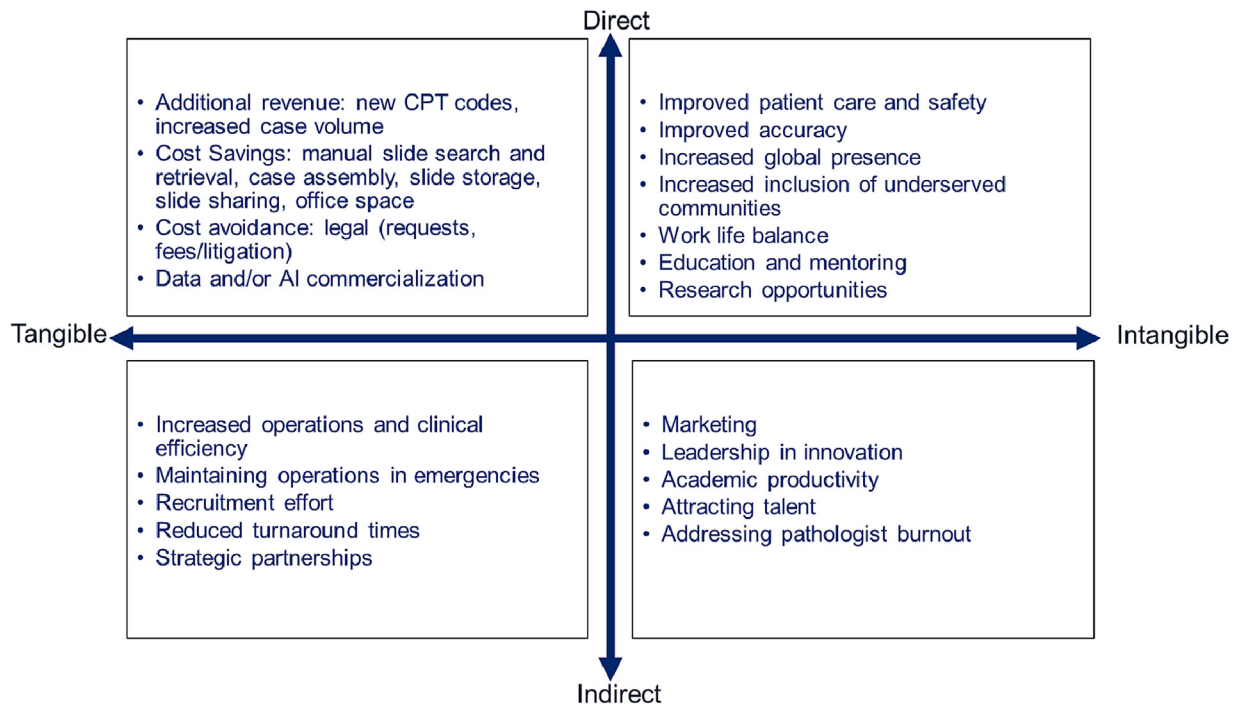 Direct
• Additional revenue: new CPT codes,
increased case volume
• Cost Savings: manual slide search and
retrieval, case assembly, slide storage,
slide sharing, office space
• Cost avoidance: legal (requests,
fees/litigation)
• Data and/or AI commercialization
• Improved patient care and safety
• Improved accuracy
• Increased global presence
• Increased inclusion of underserved
communities
• Work life balance
• Education and mentoring
• Research opportunities
Tangible
Intangible
• Increased operations and clinical
efficiency
• Maintaining operations in emergencies
• Recruitment effort
• Reduced turnaround times
• Strategic partnerships
• Marketing
• Leadership in innovation
• Academic productivity
• Attracting talent
• Addressing pathologist burnout
Indirect